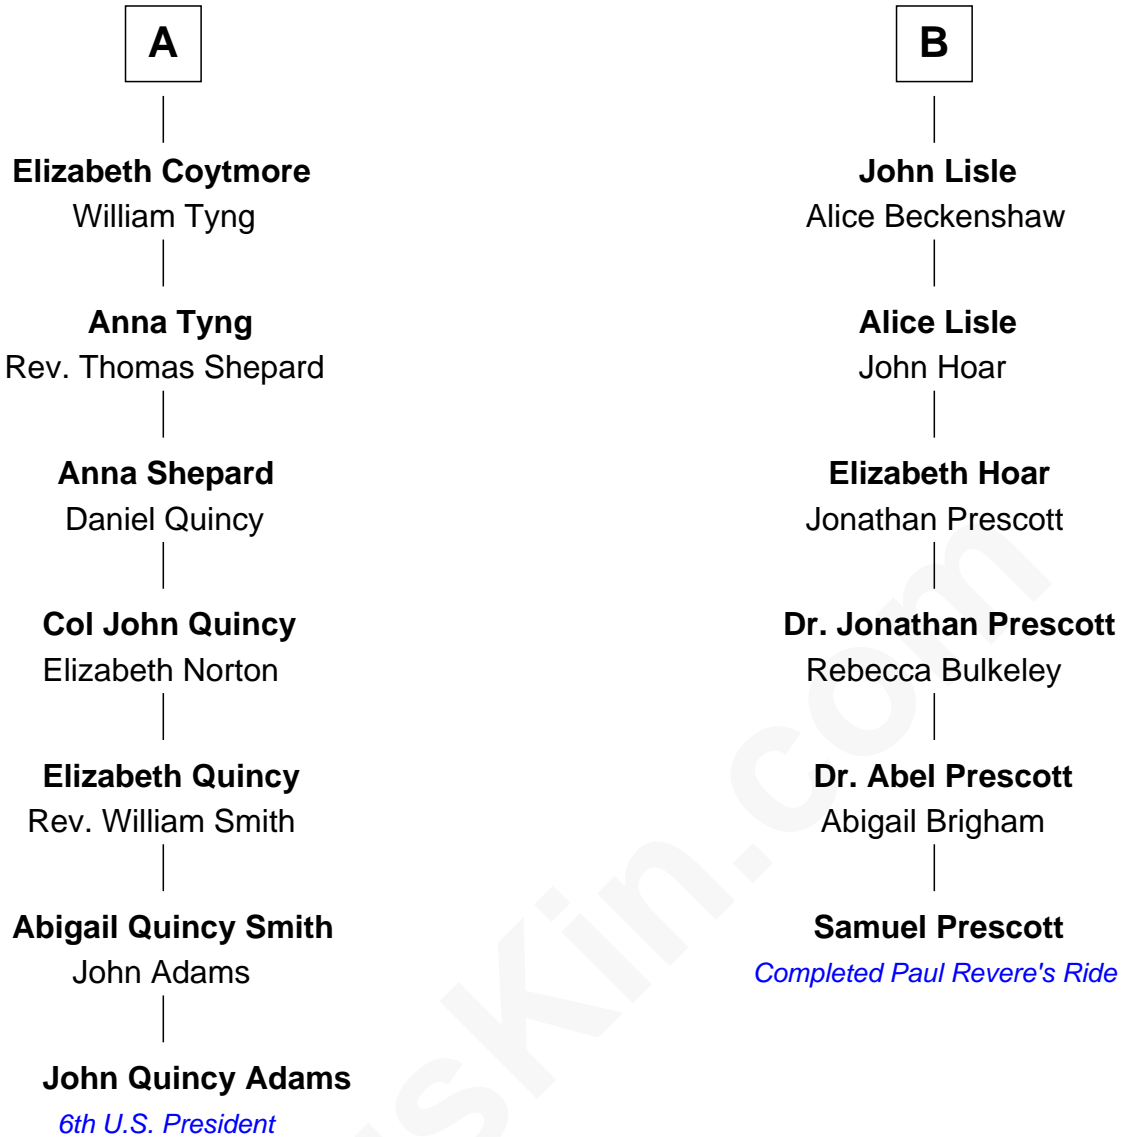 A
Elizabeth Coytmore
William Tyng
Anna Tyng
Rev. Thomas Shepard
Anna Shepard
Daniel Quincy
Col John Quincy
Elizabeth Norton
Elizabeth Quincy
Rev. William Smith
Abigail Quincy Smith
John Adams
John Quincy Adams
6th U.S. President
B
John Lisle
Alice Beckenshaw
Alice Lisle
John Hoar
Elizabeth Hoar
Jonathan Prescott
Dr. Jonathan Prescott
Rebecca Bulkeley
Dr. Abel Prescott
Abigail Brigham
Samuel Prescott
Completed Paul Revere's Ride